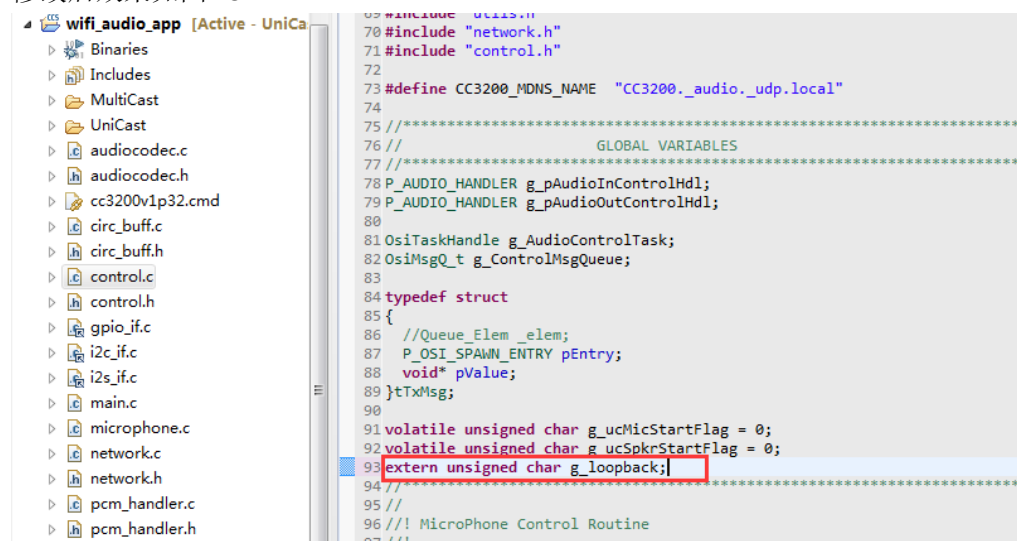 wifi_audio_app [Active - UniCa
Binaries
Includes
MultiCast
UniCast
audiocodec.c
audiocodec.h
cc3200v1p32.cmd
circ_buff.c
circ_buff.h
control.c
control.h
gpio_if.c
i2c_if.c
i2s_if.c
main.c
microphone.c
network.c
network.h
pcm_handler.c
pcm_handler.h
69 #include "utils.h"
70 #include "network.h"
71 #include "control.h"
72
73 #define CC3200_MDNS_NAME  "CC3200._audio._udp.local"
74
75 //**********************************************************************
76 //                      GLOBAL VARIABLES
77 //**********************************************************************
78 P_AUDIO_HANDLER g_pAudioInControlHdl;
79 P_AUDIO_HANDLER g_pAudioOutControlHdl;
80
81 OsiTaskHandle g_AudioControlTask;
82 OsiMsgQ_t g_ControlMsgQueue;
83
84 typedef struct
85 {
86   //Queue_Elem _elem;
87   P_OSI_SPAWN_ENTRY pEntry;
88   void* pValue;
89 }tTxMsg;
90
91 volatile unsigned char g_ucMicStartFlag = 0;
92 volatile unsigned char g_ucSpkrStartFlag = 0;
93 extern unsigned char g_loopback;
94 //**********************************************************************
95 //
96 //! MicroPhone Control Routine